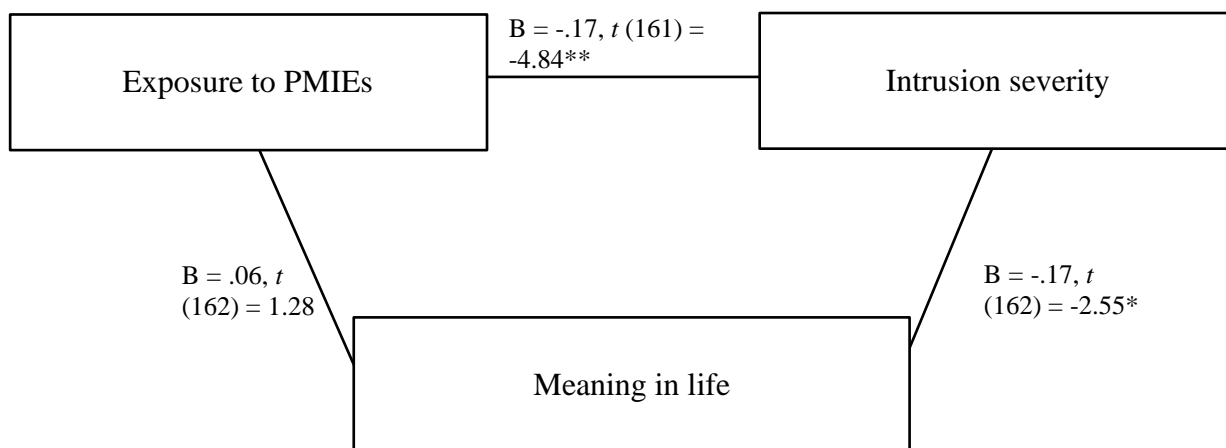 B = -.17, t (161) =
-4.84**
Exposure to PMIEs
Intrusion severity
B = .06, t
(162) = 1.28
B = -.17, t
(162) = -2.55*
Meaning in life